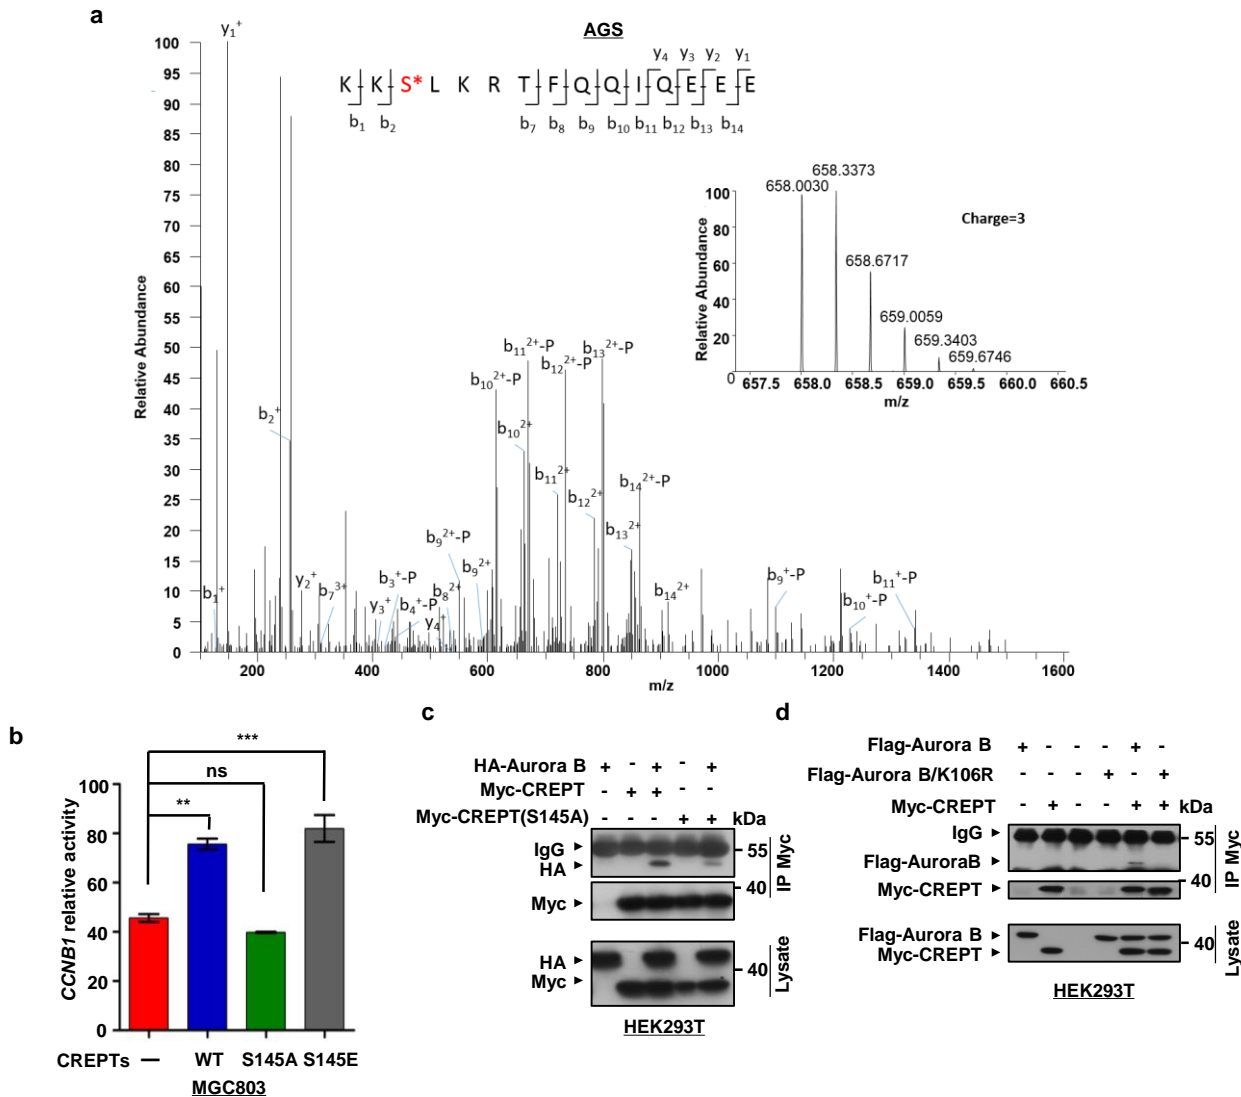 a
AGS
y1+
K K S* L K R T F Q Q I Q E E E
y4 y3 y2 y1
b1 b2 b7 b8 b9 b10 b11 b12 b13 b14
Relative Abundance
100
95
90
85
80
75
70
65
60
55
50
45
40
35
30
25
20
15
10
5
0
b1+
b2+
y2+
b7 3+
y3+
b3+-P
b4+-P
y4
b8 2+
b9 2+-P
b9 2+
b10 2+-P
b10 2+
b11 2+-P
b11 2+
b12 2+-P
b12 2+
b13 2+-P
b13 2+
b14 2+-P
b14 2+
b9+-P
b10+-P
b11+-P
200 400 600 800 1000 1200 1400 1600
m/z
Relative Abundance
100
80
60
40
20
0
658.0030
658.3373
658.6717
659.0059
659.3403
659.6746
Charge=3
657.5 658.0 658.5 659.0 659.5 660.0 660.5
m/z
b
CCNB1 relative activity
100
80
60
40
20
0
***
ns
**
CREPTs — WT S145A S145E
MGC803
c
HA-Aurora B + - + - +
Myc-CREPT - + + - -
Myc-CREPT(S145A) - - - + + kDa
IgG
HA
Myc
55
40
IP Myc
HA
Myc
40
Lysate
HEK293T
d
Flag-Aurora B + - - - + -
Flag-Aurora B/K106R - - - + - +
Myc-CREPT - + - - + + kDa
IgG
Flag-AuroraB
Myc-CREPT
55
40
IP Myc
Flag-Aurora B
Myc-CREPT
40
Lysate
HEK293T